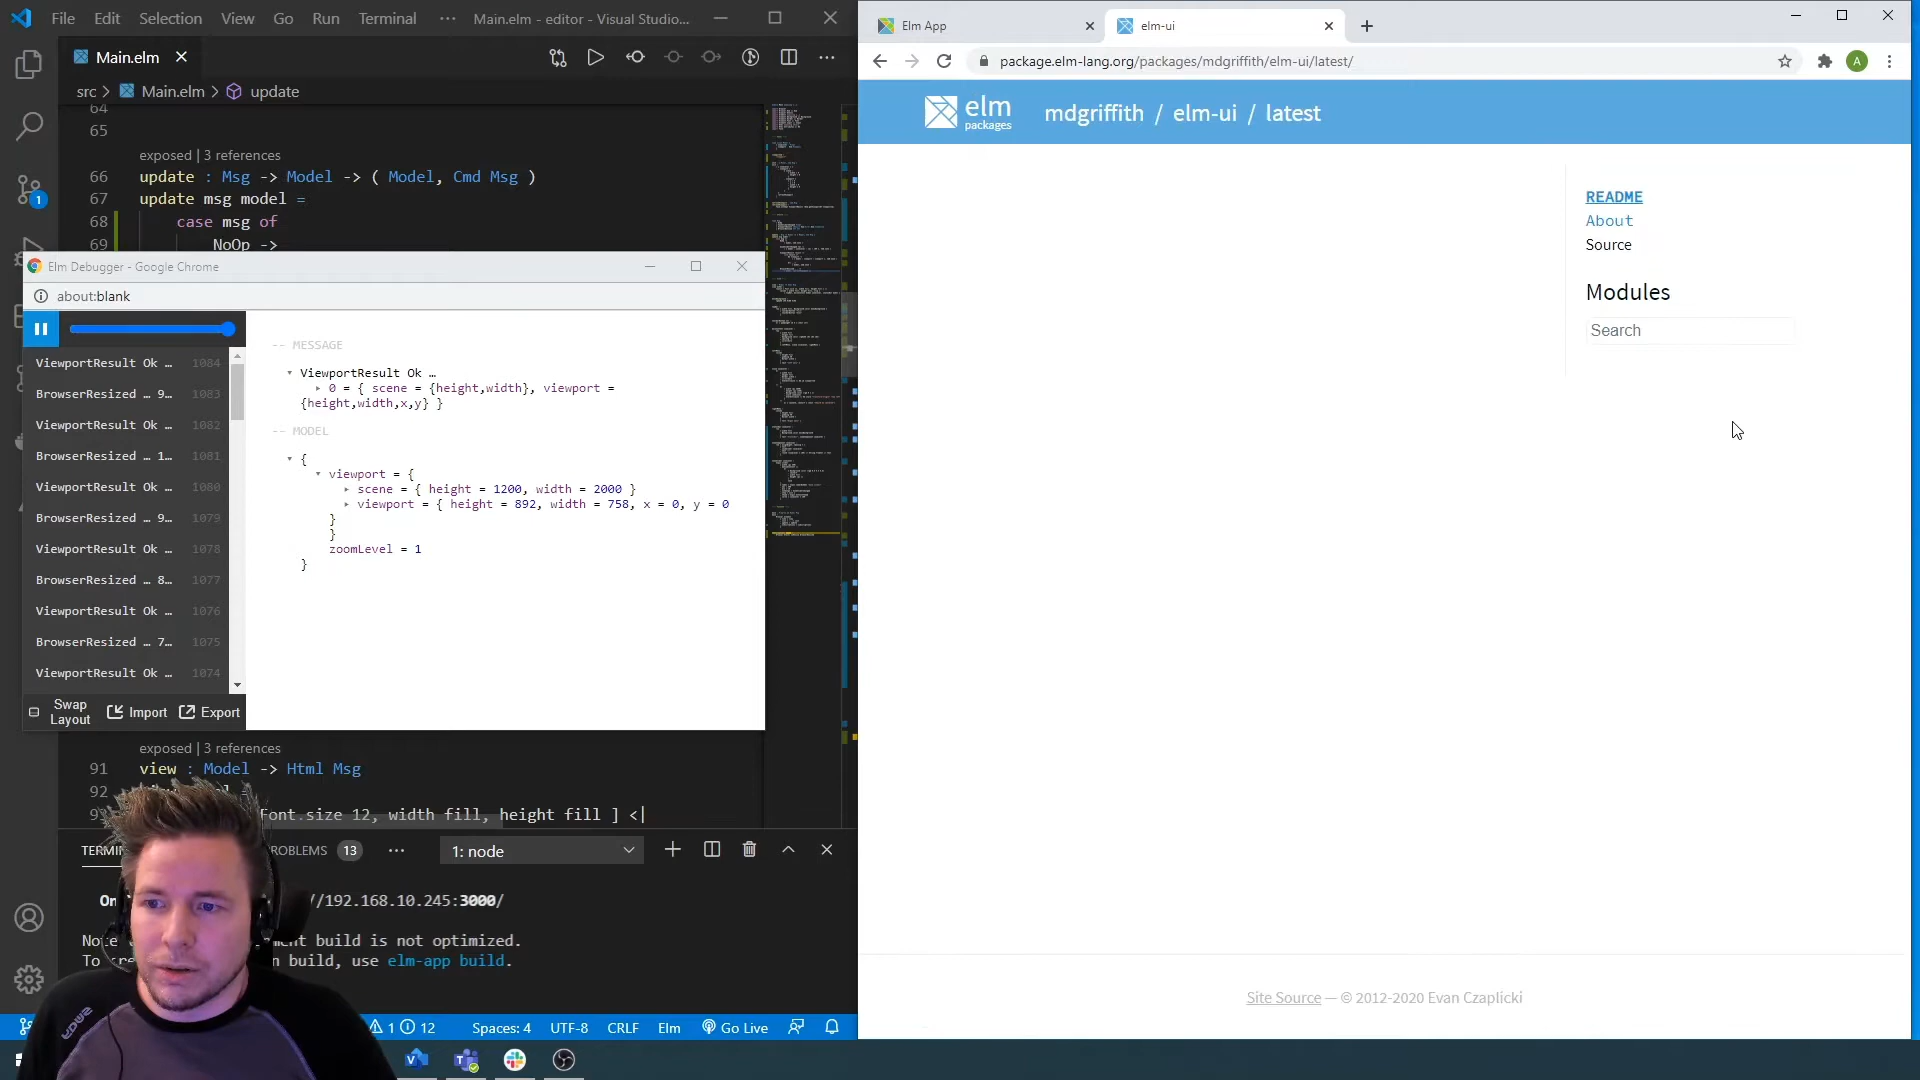 File Edit Selection View Go Run Terminal ··· Main.elm - editor - Visual Studio...
Main.elm
src > Main.elm > update
64
65
exposed | 3 references
66 update : Msg -> Model -> ( Model, Cmd Msg )
67 update msg model =
68 case msg of
69 NoOp ->
Elm Debugger - Google Chrome
about:blank
ViewportResult Ok … 1084
BrowserResized … 9… 1083
ViewportResult Ok … 1082
BrowserResized … 1… 1081
ViewportResult Ok … 1080
BrowserResized … 9… 1079
ViewportResult Ok … 1078
BrowserResized … 8… 1077
ViewportResult Ok … 1076
BrowserResized … 7… 1075
ViewportResult Ok … 1074
Swap Layout Import Export
-- MESSAGE
ViewportResult Ok …
0 = { scene = {height,width}, viewport =
{height,width,x,y} }
-- MODEL
{
viewport = {
scene = { height = 1200, width = 2000 }
viewport = { height = 892, width = 758, x = 0, y = 0
}
}
zoomLevel = 1
}
exposed | 3 references
91 view : Model -> Html Msg
92 =
Font.size 12, width fill, height fill ] <|
13 ··· 1: node
//192.168.10.245:3000/
build is not optimized.
build, use elm-app build.
1 12 Spaces: 4 UTF-8 CRLF Elm Go Live
1
Elm App
elm-ui
package.elm-lang.org/packages/mdgriffith/elm-ui/latest/
A
elm packages
mdgriffith / elm-ui / latest
README
About
Source
Modules
Search
Site Source — © 2012-2020 Evan Czaplicki